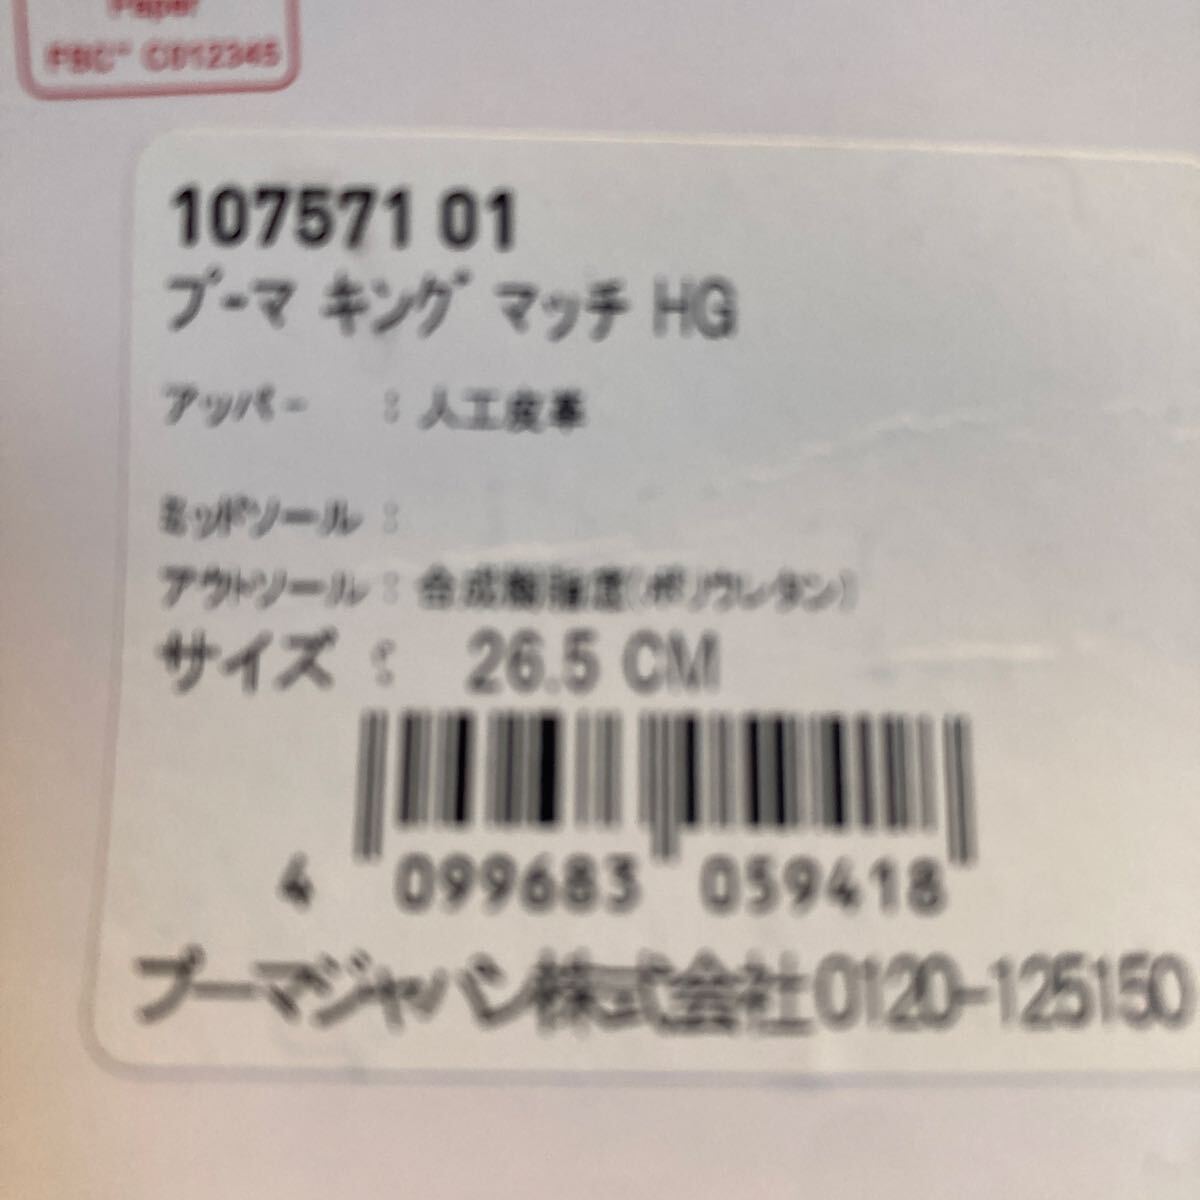 Paper
C012345
107571 01
プーマ キング マッチ HG
アッパー : 人工皮革
ミッドソール :
アウトソール : 合成樹脂底(ポリウレタン)
サイズ : 26.5 CM
4 099683 059418
プーマジャパン株式会社0120-125150